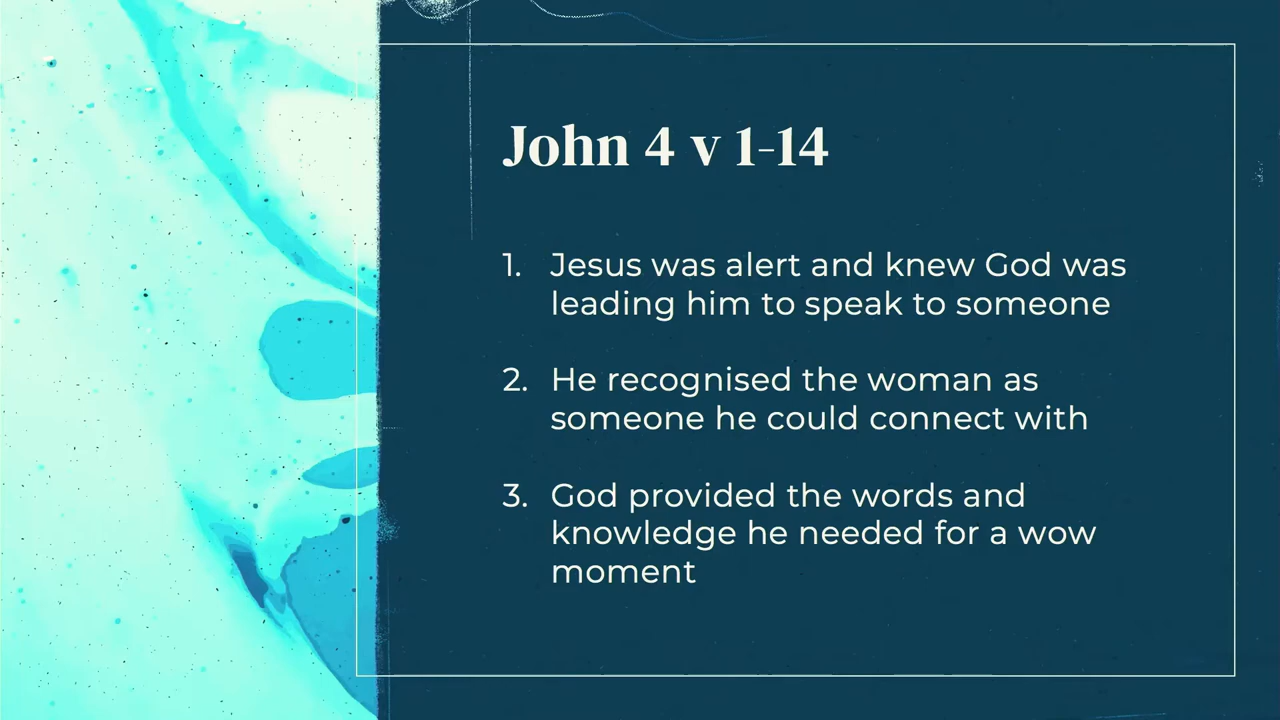 John 4 v 1-14
1. Jesus was alert and knew God was
leading him to speak to someone
2. He recognised the woman as
someone he could connect with
3. God provided the words and
knowledge he needed for a wow
moment